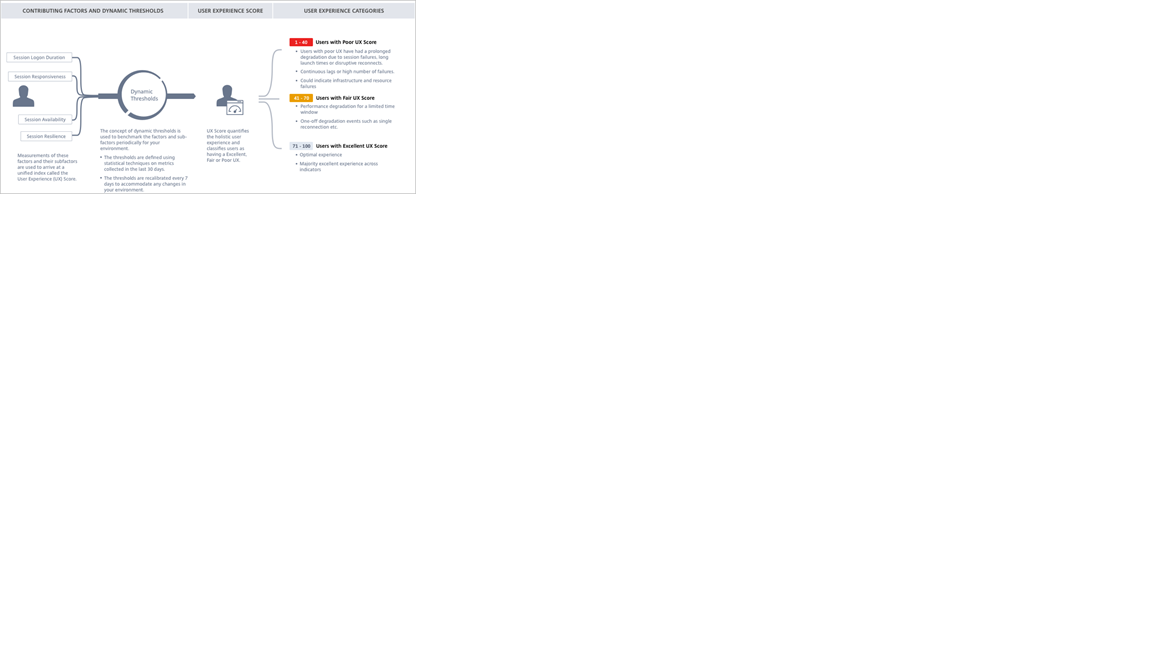 CONTRIBUTING FACTORS AND DYNAMIC THRESHOLDS
USER EXPERIENCE SCORE
USER EXPERIENCE CATEGORIES
Session Logon Duration
Session Responsiveness
Session Availability
Session Resilience
Measurements of these
factors and their subfactors
are used to arrive at a
unified index called the
User Experience (UX) Score.
Dynamic
Thresholds
The concept of dynamic thresholds is
used to benchmark the factors and sub-
factors periodically for your
environment.
• The thresholds are defined using
statistical techniques on metrics
collected in the last 30 days.
• The thresholds are recalibrated every 7
days to accommodate any changes in
your environment.
UX Score quantifies
the holistic user
experience and
classifies users as
having a Excellent,
Fair or Poor UX.
1 - 40 Users with Poor UX Score
• Users with poor UX have had a prolonged
degradation due to session failures, long
launch times or disruptive reconnects.
• Continuous lags or high number of failures.
• Could indicate infrastructure and resource
failures
41 - 70 Users with Fair UX Score
• Performance degradation for a limited time
window
• One-off degradation events such as single
reconnection etc.
71 - 100 Users with Excellent UX Score
• Optimal experience
• Majority excellent experience across
indicators